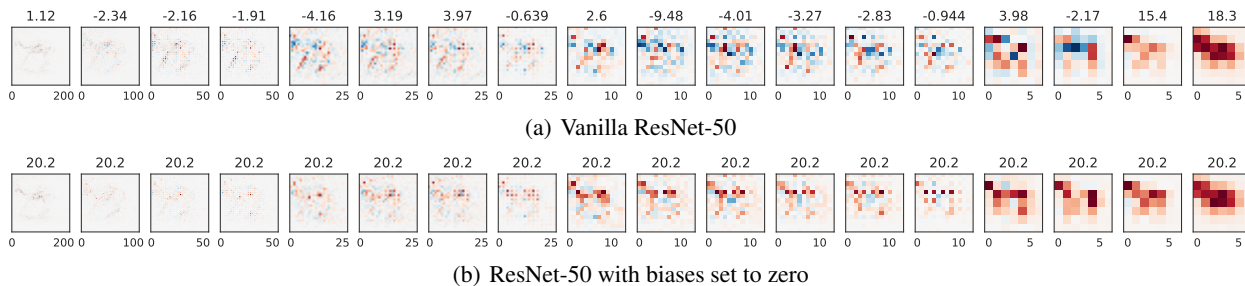 1.12 -2.34 -2.16 -1.91 -4.16 3.19 3.97 -0.639 2.6 -9.48 -4.01 -3.27 -2.83 -0.944 3.98 -2.17 15.4 18.3
0 200 0 100 0 50 0 50 0 25 0 25 0 25 0 25 0 10 0 10 0 10 0 10 0 10 0 10 0 5 0 5 0 5 0 5
(a) Vanilla ResNet-50
20.2 20.2 20.2 20.2 20.2 20.2 20.2 20.2 20.2 20.2 20.2 20.2 20.2 20.2 20.2 20.2 20.2 20.2
0 200 0 100 0 50 0 50 0 25 0 25 0 25 0 25 0 10 0 10 0 10 0 10 0 10 0 10 0 5 0 5 0 5 0 5
(b) ResNet-50 with biases set to zero